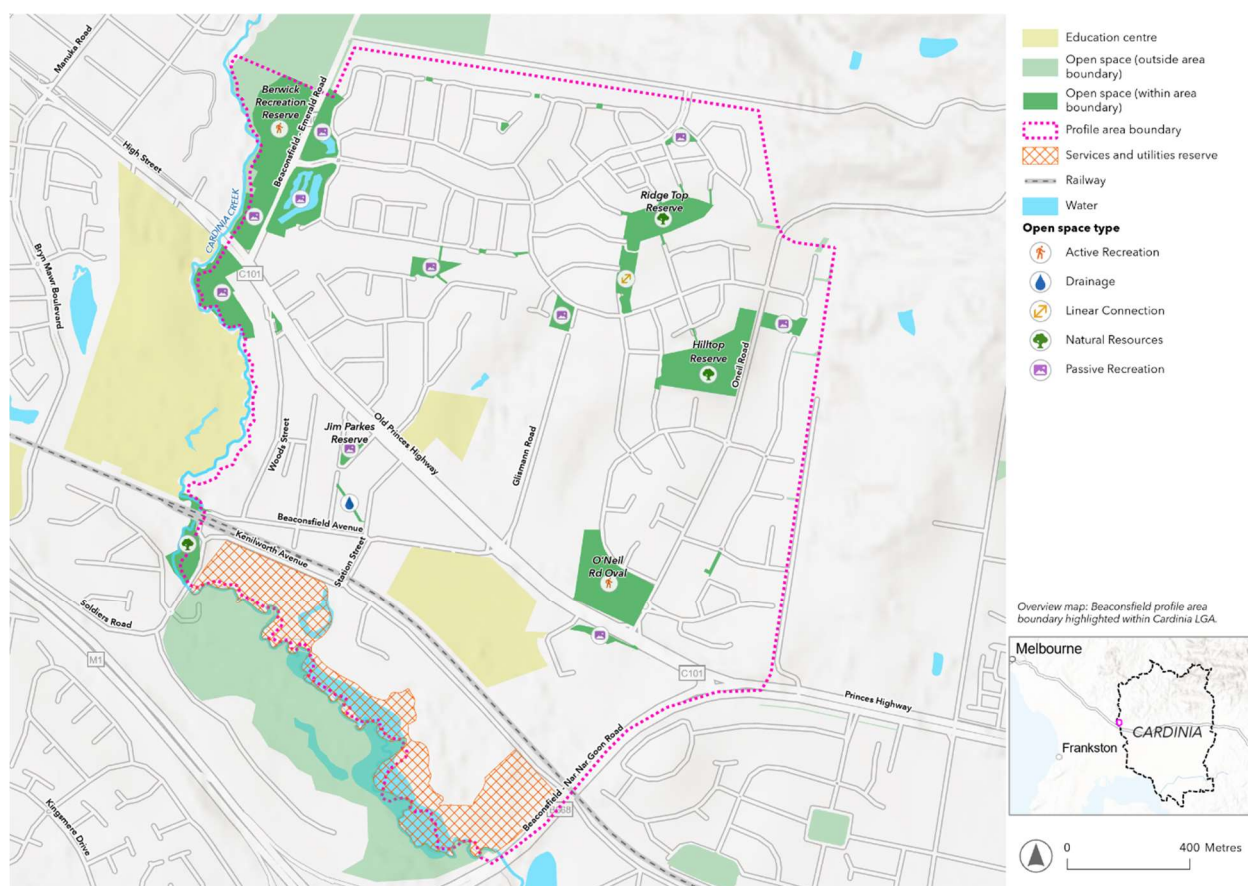 Manuka Road
High Street
Bryn Mawr Boulevard
CARDINIA CREEK
Berwick
Recreation
Reserve
Beaconsfield - Emerald Road
C101
Ridge Top
Reserve
Hilltop
Reserve
Oneil Road
Old Princes Highway
Glismann Road
Woods Street
Jim Parkes
Reserve
Beaconsfield Avenue
Kenilworth Avenue
Station Street
Soldiers Road
M1
O'Neil
Rd Oval
C101
Princes Highway
Beaconsfield - Nar Nar Goon Road
Kingsmere Drive
Education centre
Open space (outside area
boundary)
Open space (within area
boundary)
Profile area boundary
Services and utilities reserve
Railway
Water
Open space type
Active Recreation
Drainage
Linear Connection
Natural Resources
Passive Recreation
Overview map: Beaconsfield profile area
boundary highlighted within Cardinia LGA.
Melbourne
CARDINIA
Frankston
0 400 Metres